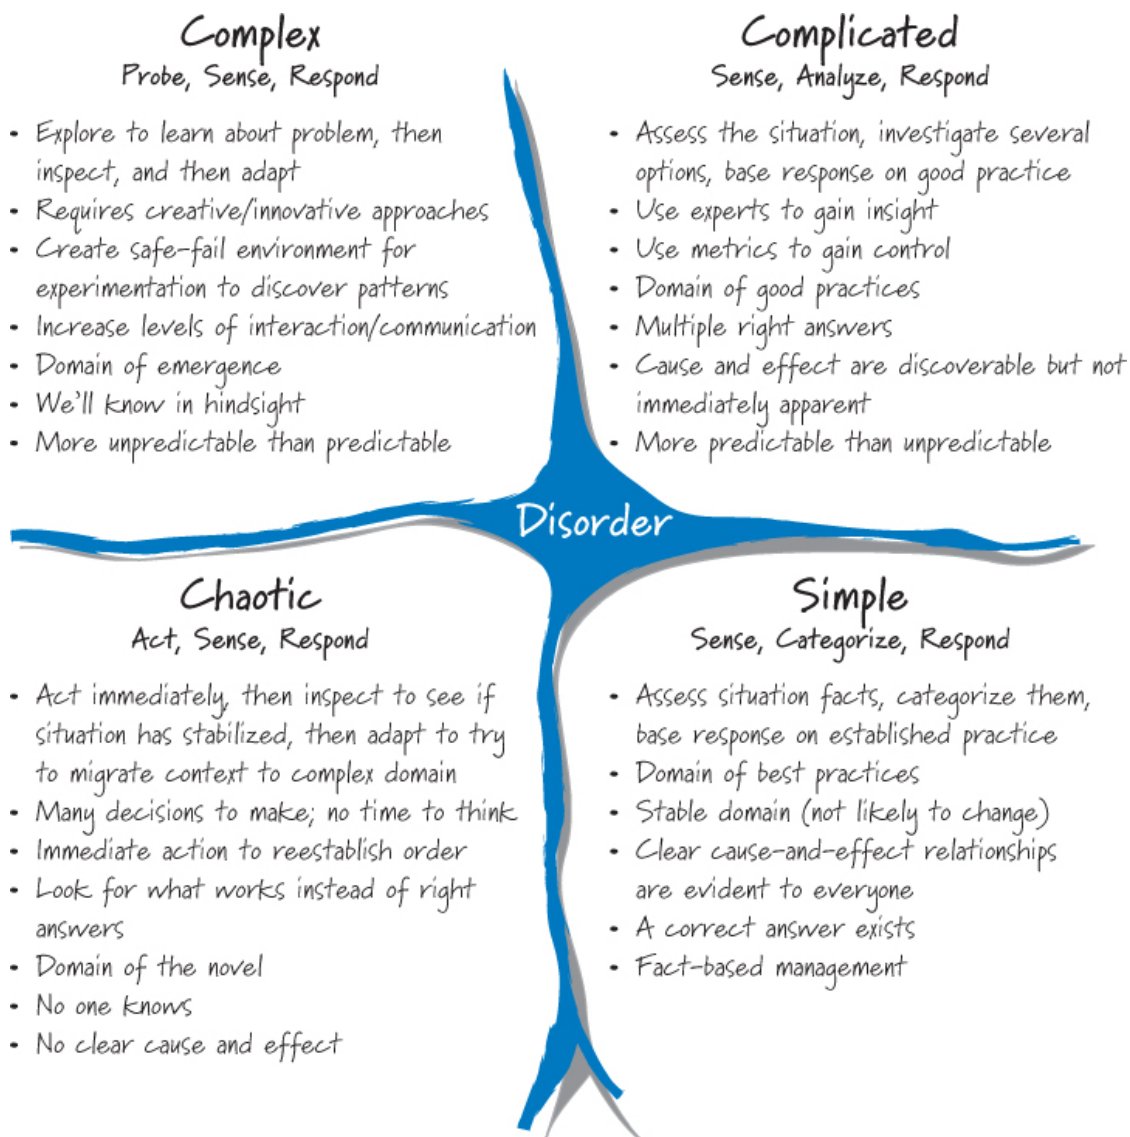 Complex
Probe, Sense, Respond
• Explore to learn about problem, then
inspect, and then adapt
• Requires creative/innovative approaches
• Create safe-fail environment for
experimentation to discover patterns
• Increase levels of interaction/communication
• Domain of emergence
• We'll know in hindsight
• More unpredictable than predictable
Complicated
Sense, Analyze, Respond
• Assess the situation, investigate several
options, base response on good practice
• Use experts to gain insight
• Use metrics to gain control
• Domain of good practices
• Multiple right answers
• Cause and effect are discoverable but not
immediately apparent
• More predictable than unpredictable
Disorder
Chaotic
Act, Sense, Respond
• Act immediately, then inspect to see if
situation has stabilized, then adapt to try
to migrate context to complex domain
• Many decisions to make; no time to think
• Immediate action to reestablish order
• Look for what works instead of right
answers
• Domain of the novel
• No one knows
• No clear cause and effect
Simple
Sense, Categorize, Respond
• Assess situation facts, categorize them,
base response on established practice
• Domain of best practices
• Stable domain (not likely to change)
• Clear cause-and-effect relationships
are evident to everyone
• A correct answer exists
• Fact-based management